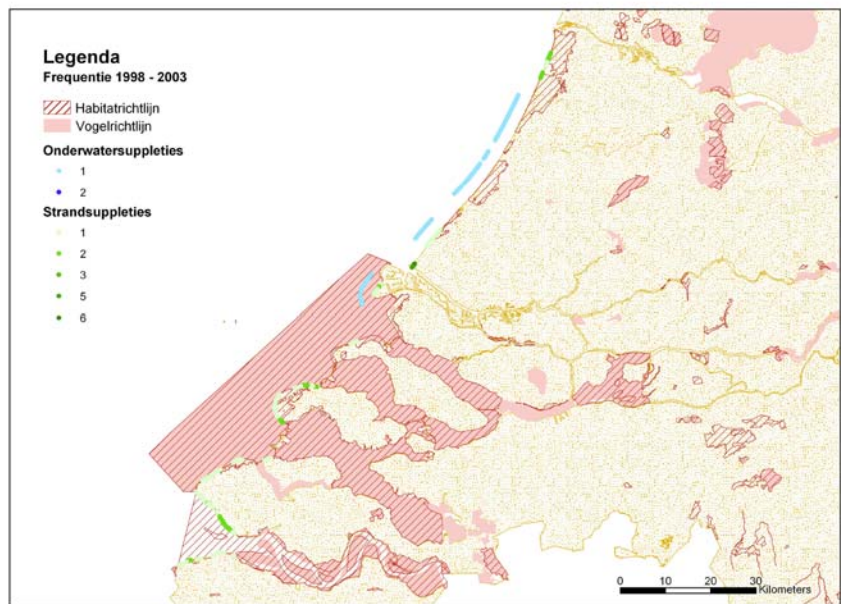 Legenda
Frequentie 1998 - 2003
Habitatrichtlijn
Vogelrichtlijn
Onderwatersuppleties
1
2
Strandsuppleties
1
2
3
5
6
0 10 20 30
Kilometers